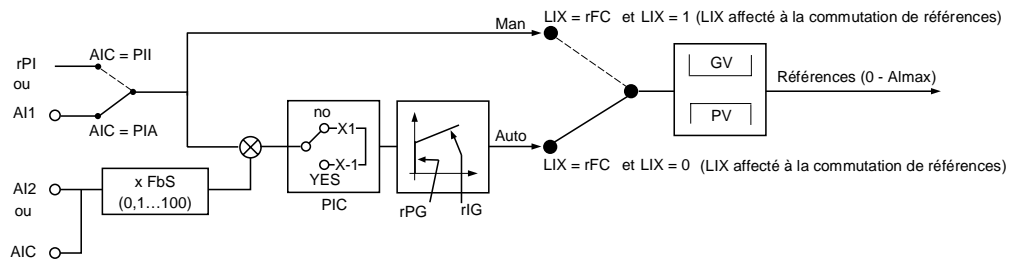 LIX = rFC et LIX = 1 (LIX affecté à la commutation de références)
Man
AIC = PII
rPI
ou
AI1
AIC = PIA
GV
PV
Références (0 - AImax)
no
X1
X-1
YES
PIC
Auto
rPG
rIG
LIX = rFC et LIX = 0 (LIX affecté à la commutation de références)
AI2
ou
AIC
x FbS
(0,1...100)